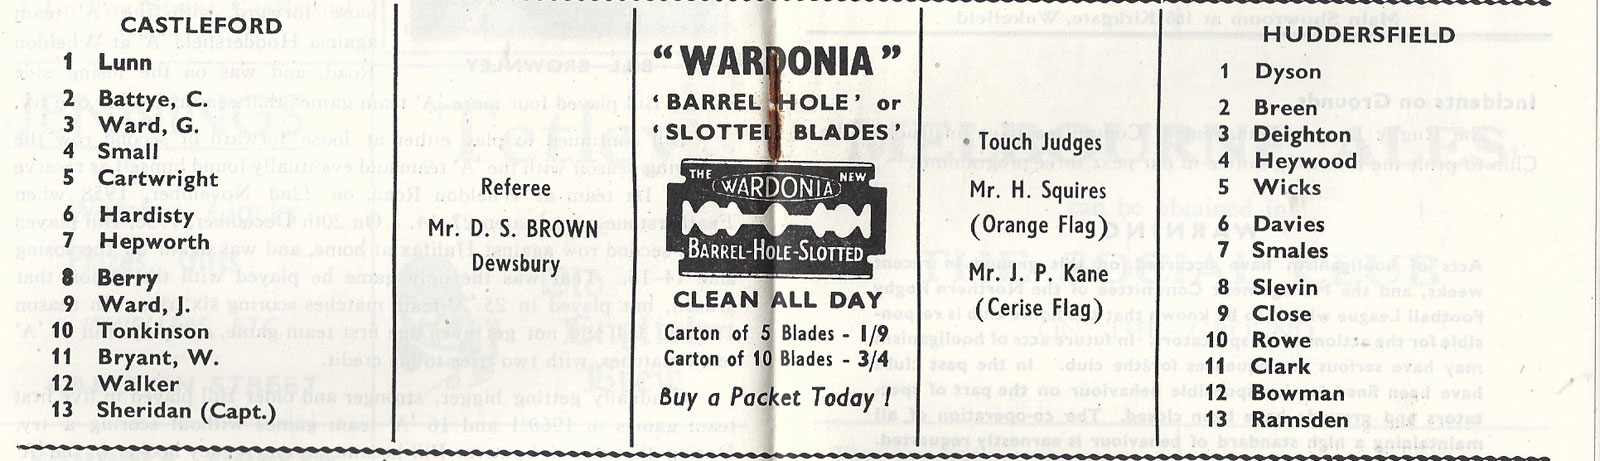 CASTLEFORD
1 Lunn
2 Battye, C.
3 Ward, G.
4 Small
5 Cartwright
6 Hardisty
7 Hepworth
8 Berry
9 Ward, J.
10 Tonkinson
11 Bryant, W.
12 Walker
13 Sheridan (Capt.)
Referee
Mr. D. S. BROWN
Dewsbury
"WARDONIA"
'BARREL HOLE' or
'SLOTTED BLADES'
THE WARDONIA NEW
BARREL-HOLE-SLOTTED
CLEAN ALL DAY
Carton of 5 Blades - 1/9
Carton of 10 Blades - 3/4
Buy a Packet Today!
Touch Judges
Mr. H. Squires
(Orange Flag)
Mr. J. P. Kane
(Cerise Flag)
HUDDERSFIELD
1 Dyson
2 Breen
3 Deighton
4 Heywood
5 Wicks
6 Davies
7 Smales
8 Slevin
9 Close
10 Rowe
11 Clark
12 Bowman
13 Ramsden